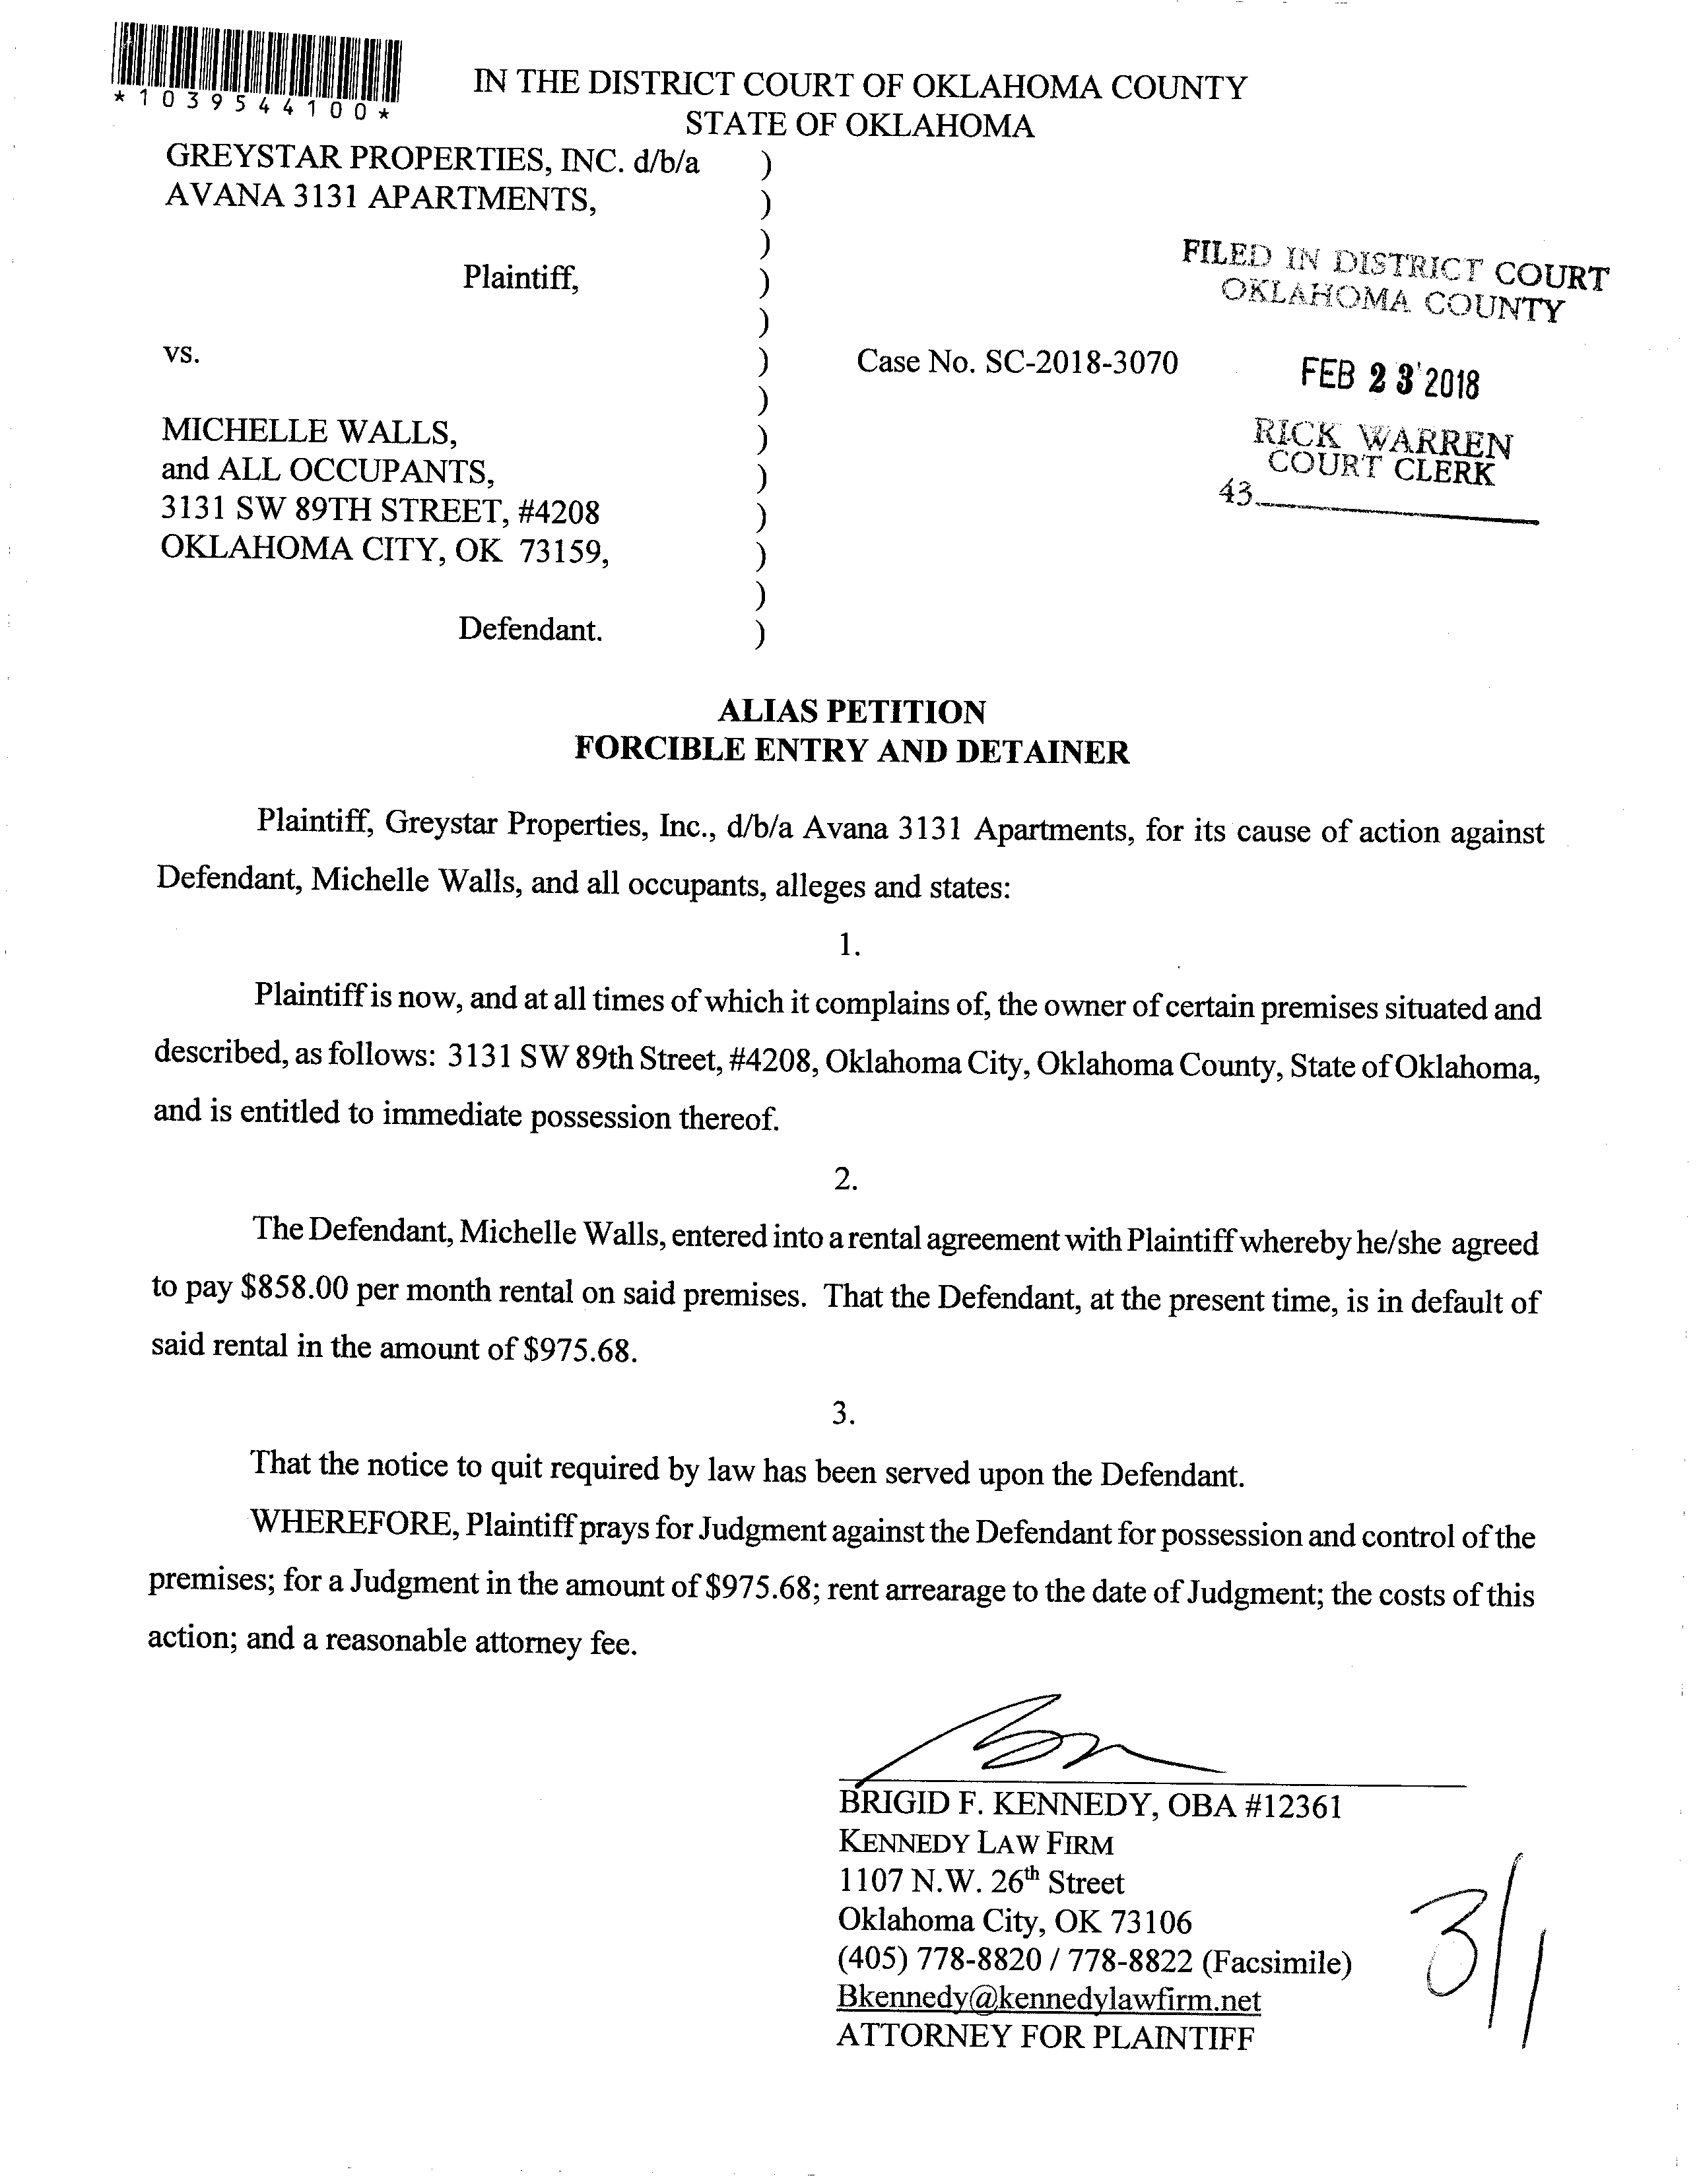 *1039544100*
IN THE DISTRICT COURT OF OKLAHOMA COUNTY
STATE OF OKLAHOMA
GREYSTAR PROPERTIES, INC. d/b/a )
AVANA 3131 APARTMENTS, )
)
Plaintiff, )
)
vs. ) Case No. SC-2018-3070
)
MICHELLE WALLS, )
and ALL OCCUPANTS, )
3131 SW 89TH STREET, #4208 )
OKLAHOMA CITY, OK 73159, )
)
Defendant. )
FILED IN DISTRICT COURT
OKLAHOMA COUNTY
FEB 23 2018
RICK WARREN
COURT CLERK
43
ALIAS PETITION
FORCIBLE ENTRY AND DETAINER
Plaintiff, Greystar Properties, Inc., d/b/a Avana 3131 Apartments, for its cause of action against
Defendant, Michelle Walls, and all occupants, alleges and states:
1.
Plaintiff is now, and at all times of which it complains of, the owner of certain premises situated and
described, as follows: 3131 SW 89th Street, #4208, Oklahoma City, Oklahoma County, State of Oklahoma,
and is entitled to immediate possession thereof.
2.
The Defendant, Michelle Walls, entered into a rental agreement with Plaintiff whereby he/she agreed
to pay $858.00 per month rental on said premises. That the Defendant, at the present time, is in default of
said rental in the amount of $975.68.
3.
That the notice to quit required by law has been served upon the Defendant.
WHEREFORE, Plaintiff prays for Judgment against the Defendant for possession and control of the
premises; for a Judgment in the amount of $975.68; rent arrearage to the date of Judgment; the costs of this
action; and a reasonable attorney fee.
BRIGID F. KENNEDY, OBA #12361
KENNEDY LAW FIRM
1107 N.W. 26th Street
Oklahoma City, OK 73106
(405) 778-8820 / 778-8822 (Facsimile)
Bkennedy@kennedylawfirm.net
ATTORNEY FOR PLAINTIFF
3/1